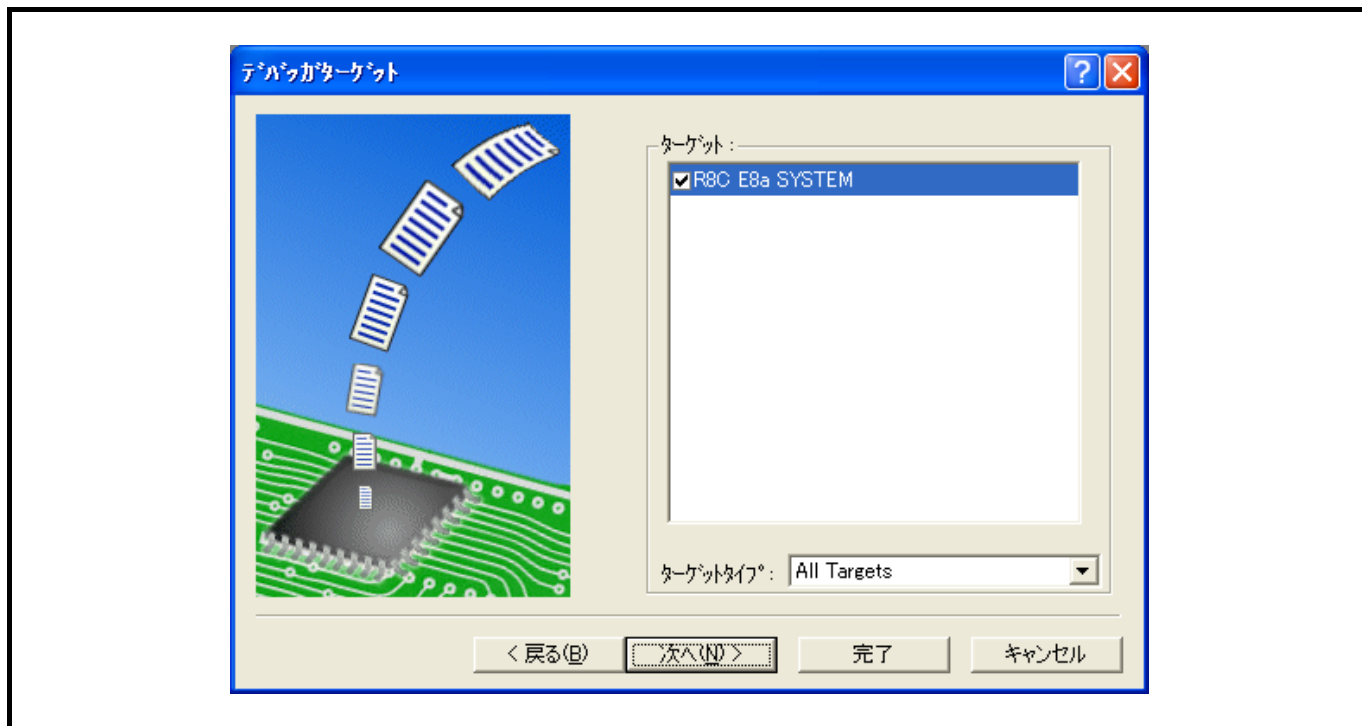 デバッガターゲット
ターゲット :
R8C E8a SYSTEM
ターゲットタイプ : All Targets
< 戻る(B) 次へ(N) > 完了 キャンセル